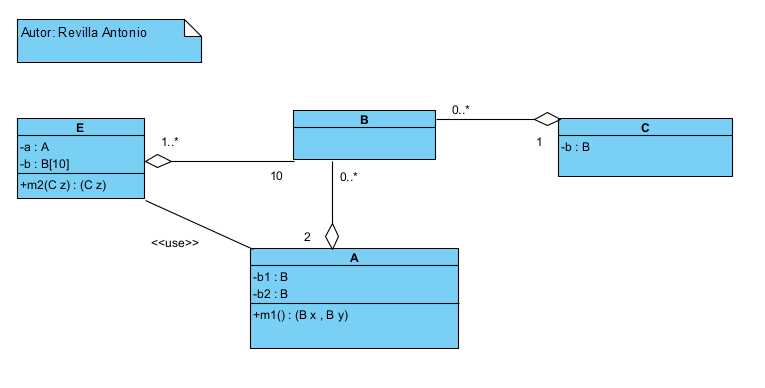 Autor: Revilla Antonio
E
-a : A
-b : B[10]
+m2(C z) : (C z)
1..*
10
B
0..*
1
C
-b : B
0..*
2
<<use>>
A
-b1 : B
-b2 : B
+m1() : (B x , B y)